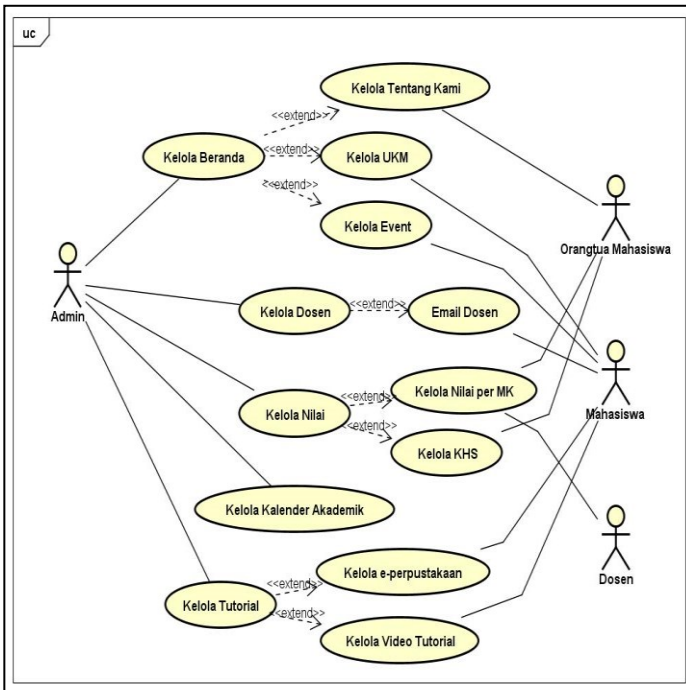 uc
Kelola Tentang Kami
<<extend>>
Kelola Beranda
<<extend>>
Kelola UKM
<<extend>>
Kelola Event
Orangtua Mahasiswa
Admin
Kelola Dosen
<<extend>>
Email Dosen
Kelola Nilai
<<extend>>
Kelola Nilai per MK
Mahasiswa
<<extend>>
Kelola KHS
Kelola Kalender Akademik
Dosen
Kelola Tutorial
<<extend>>
Kelola e-perpustakaan
<<extend>>
Kelola Video Tutorial